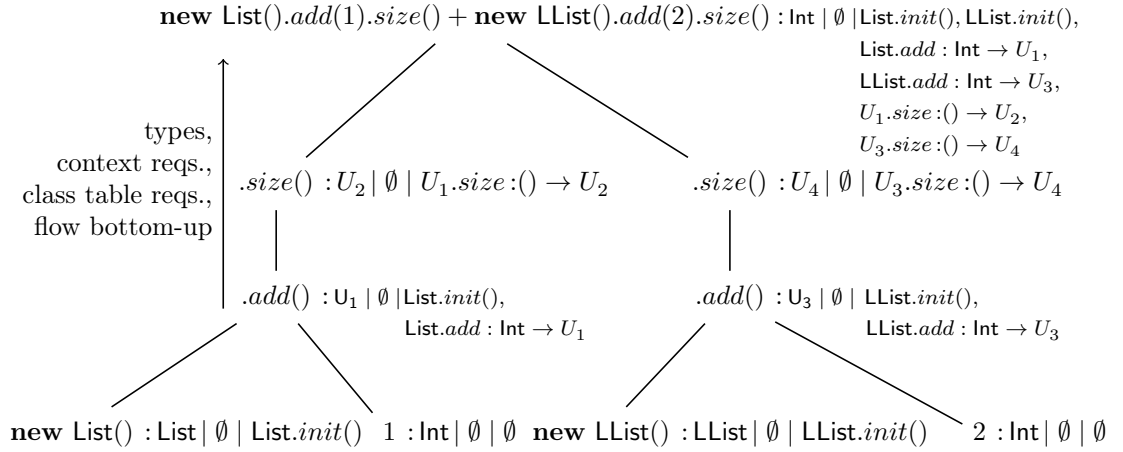 new List().add(1).size() + new LList().add(2).size() : Int | ∅ | List.init(), LList.init(),
List.add : Int → U₁,
LList.add : Int → U₃,
U₁.size :() → U₂,
U₃.size :() → U₄
types,
context reqs.,
class table reqs.,
flow bottom-up
.size() : U₂ | ∅ | U₁.size :() → U₂
.size() : U₄ | ∅ | U₃.size :() → U₄
.add() : U₁ | ∅ | List.init(),
List.add : Int → U₁
.add() : U₃ | ∅ | LList.init(),
LList.add : Int → U₃
new List() : List | ∅ | List.init()
1 : Int | ∅ | ∅
new LList() : LList | ∅ | LList.init()
2 : Int | ∅ | ∅